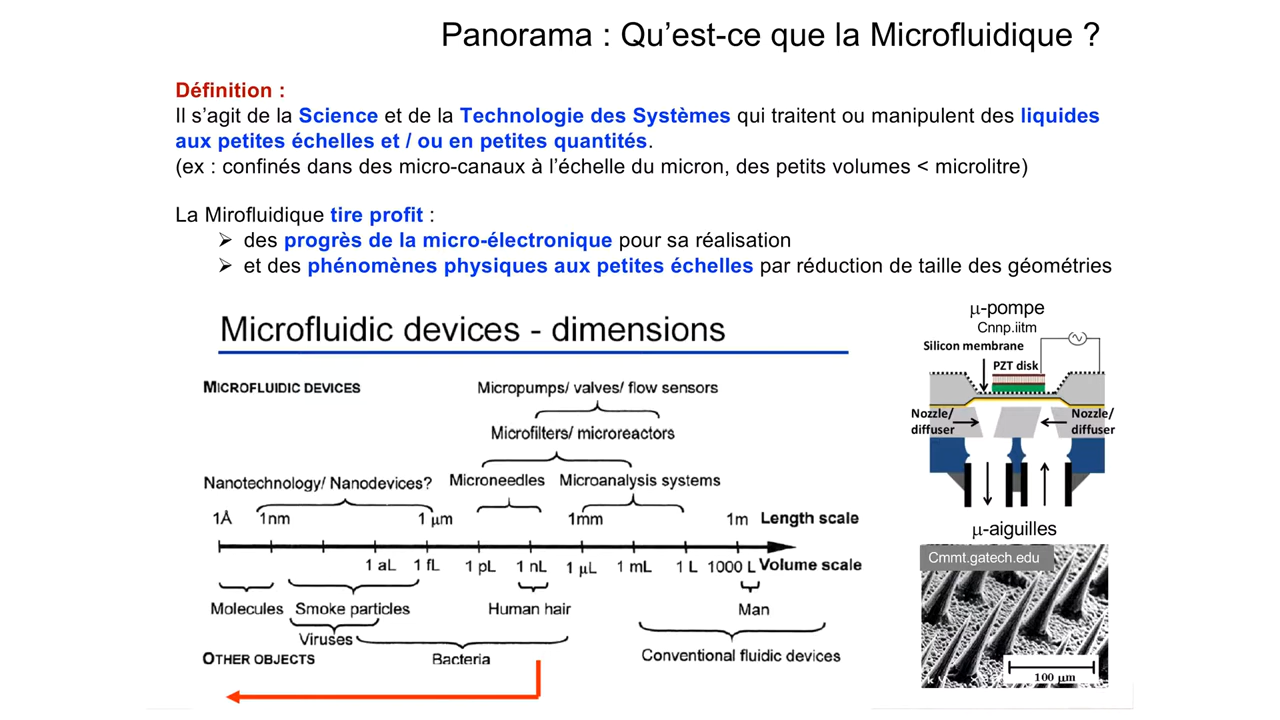 Panorama : Qu’est-ce que la Microfluidique ?
Définition :
Il s’agit de la Science et de la Technologie des Systèmes qui traitent ou manipulent des liquides
aux petites échelles et / ou en petites quantités.
(ex : confinés dans des micro-canaux à l’échelle du micron, des petits volumes < microlitre)
La Mirofluidique tire profit :
➢ des progrès de la micro-électronique pour sa réalisation
➢ et des phénomènes physiques aux petites échelles par réduction de taille des géométries
Microfluidic devices - dimensions
MICROFLUIDIC DEVICES
Micropumps/ valves/ flow sensors
Microfilters/ microreactors
Nanotechnology/ Nanodevices? Microneedles Microanalysis systems
1Å 1nm 1 µm 1mm 1m Length scale
1 aL 1 fL 1 pL 1 nL 1 µL 1 mL 1 L 1000 L Volume scale
Molecules Smoke particles Human hair Man
Viruses
OTHER OBJECTS Bacteria Conventional fluidic devices
µ-pompe
Cnnp.iitm
Silicon membrane
PZT disk
Nozzle/
diffuser
Nozzle/
diffuser
µ-aiguilles
Cmmt.gatech.edu
100 µm